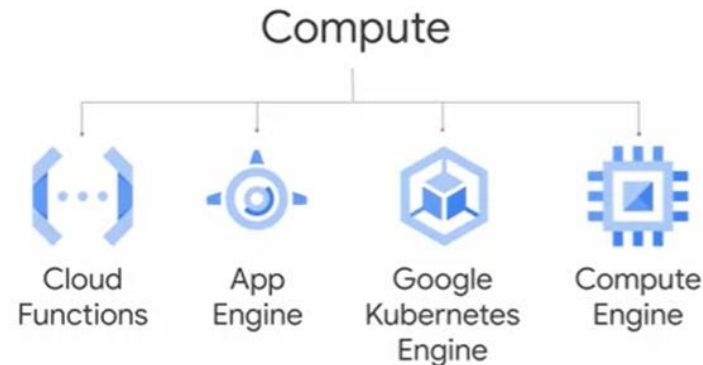 Compute
Cloud
Functions
App
Engine
Google
Kubernetes
Engine
Compute
Engine